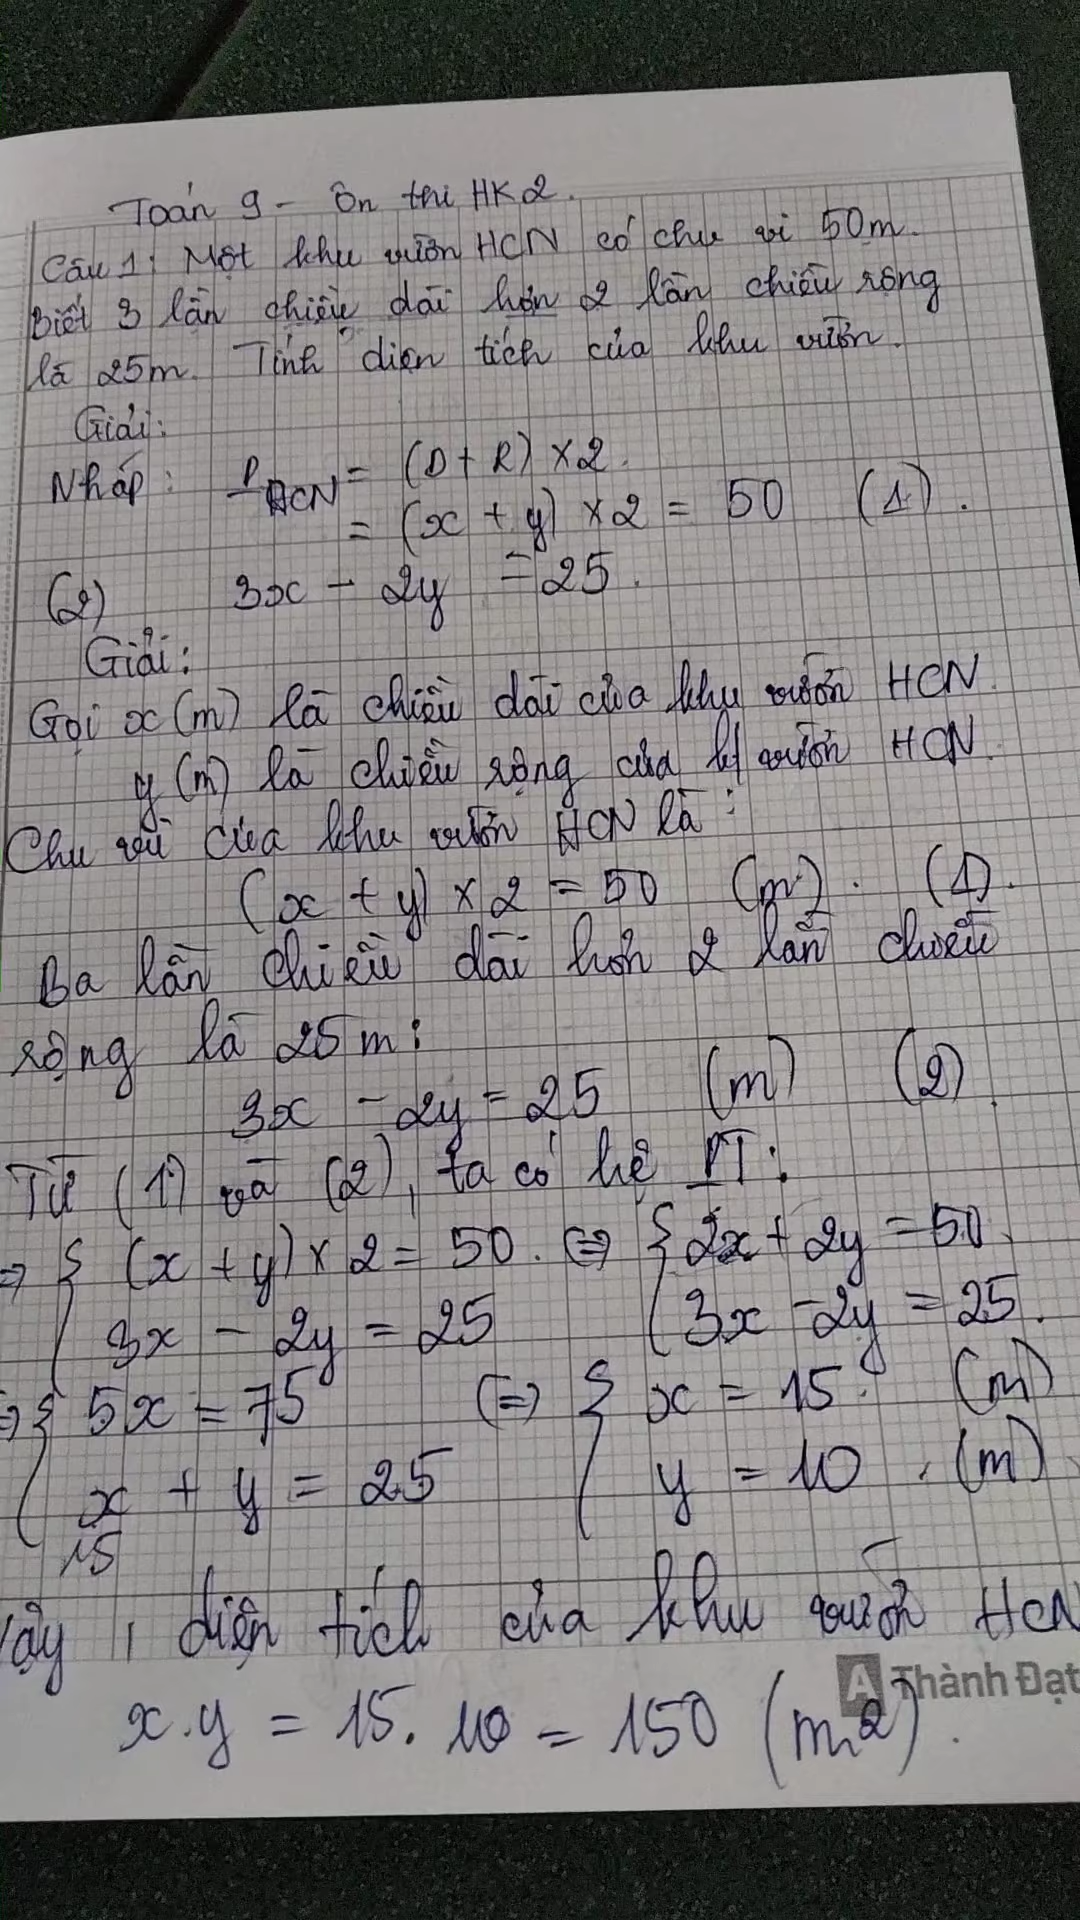 Toán 9 - Ôn thi HK2.
Câu 1: Một khu vườn HCN có chu vi 50m.
Biết 3 lần chiều dài hơn 2 lần chiều rộng
là 25m. Tính diện tích của khu vườn.
Giải:
Nháp: P HCN = (D + R) × 2.
= (x + y) × 2 = 50 (1).
(2) 3x - 2y = 25.
Giải:
Gọi x (m) là chiều dài của khu vườn HCN.
y (m) là chiều rộng của k/ vườn HCN.
Chu vi của khu vườn HCN là:
(x + y) × 2 = 50 (m). (1).
Ba lần chiều dài hơn 2 lần chiều
rộng là 25m:
3x - 2y = 25 (m) (2).
Từ (1) và (2), ta có hệ PT:
⇒ { (x + y) × 2 = 50. ⇔ { 2x + 2y = 50.
3x - 2y = 25 3x - 2y = 25.
⇒ { 5x = 75 ⇔ { x = 15. (m)
x + y = 25 y = 10. (m)
15
Vậy, diện tích của khu vườn HCN
A Thành Đạt
x.y = 15. 10 = 150 (m2).